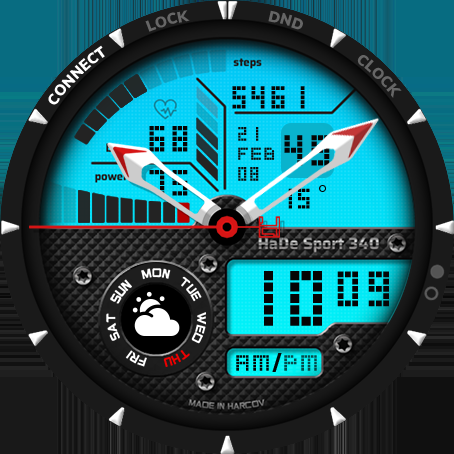 CONNECT LOCK DND CLOCK
steps
5461
68
21
FEB
08
power
75
15°
HaDe Sport 340
SUN MON TUE WED THU FRI SAT
10 09
AM/PM
MADE IN HARCOV